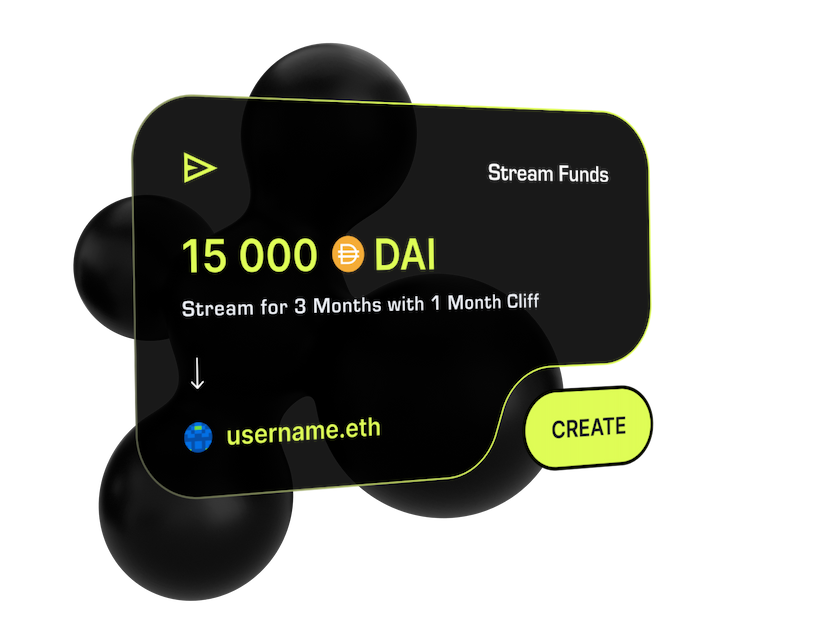 Stream Funds
15 000 DAI
Stream for 3 Months with 1 Month Cliff
username.eth
CREATE